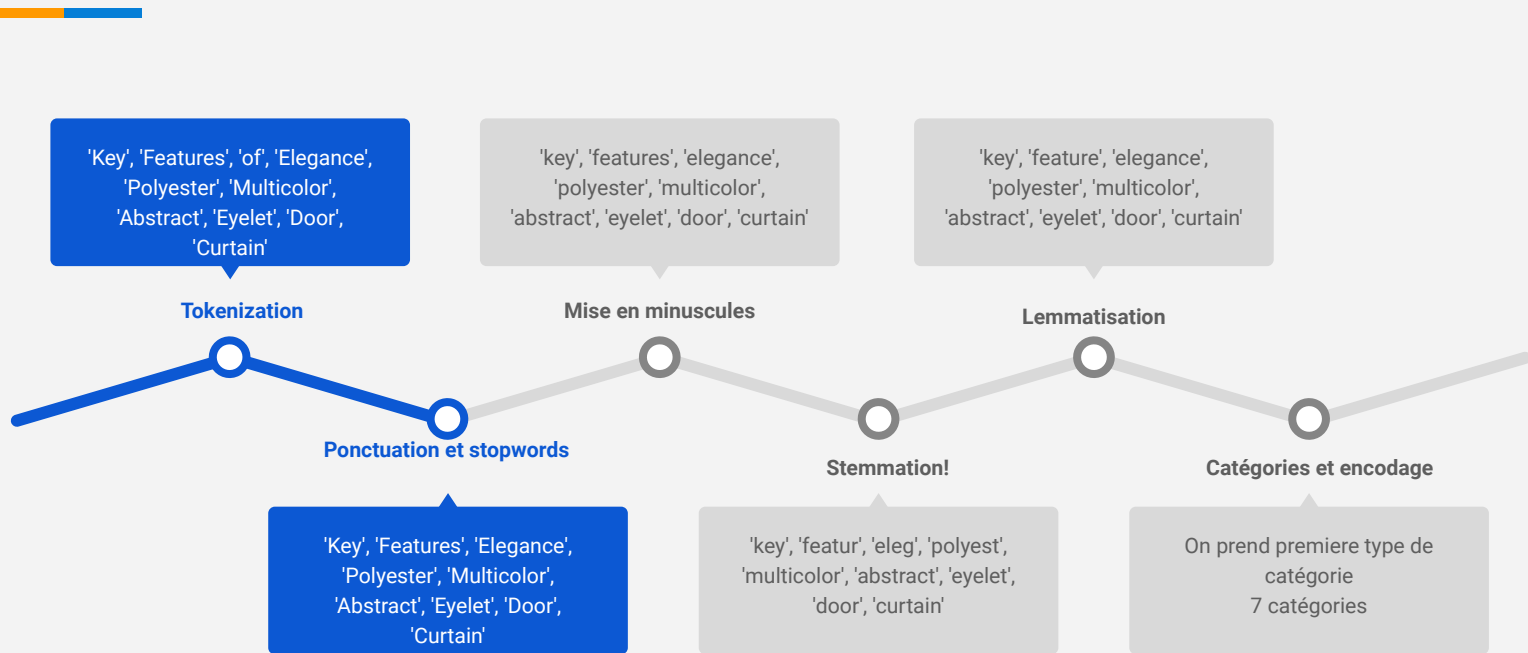 'Key', 'Features', 'of', 'Elegance',
'Polyester', 'Multicolor',
'Abstract', 'Eyelet', 'Door',
'Curtain'
Tokenization
Ponctuation et stopwords
'Key', 'Features', 'Elegance',
'Polyester', 'Multicolor',
'Abstract', 'Eyelet', 'Door',
'Curtain'
'key', 'features', 'elegance',
'polyester', 'multicolor',
'abstract', 'eyelet', 'door', 'curtain'
Mise en minuscules
Stemmation!
'key', 'featur', 'eleg', 'polyest',
'multicolor', 'abstract', 'eyelet',
'door', 'curtain'
'key', 'feature', 'elegance',
'polyester', 'multicolor',
'abstract', 'eyelet', 'door', 'curtain'
Lemmatisation
Catégories et encodage
On prend premiere type de
catégorie
7 catégories